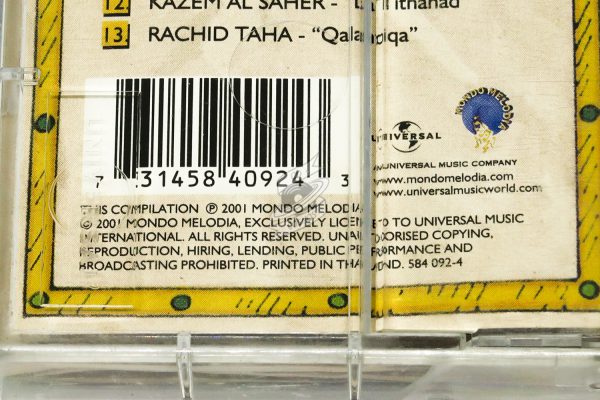 12. KAZEM AL SAHER - Ithahad
13. RACHID TAHA - “Qalantiqa”
MONDO MELODIA
UNIVERSAL
UNIVERSAL MUSIC COMPANY
www.mondomelodia.com
www.universalmusicworld.com
7 31458 40924 3
THIS COMPILATION ℗ 2001 MONDO MELODIA
© 2001 MONDO MELODIA, EXCLUSIVELY LICENSED TO UNIVERSAL MUSIC
INTERNATIONAL. ALL RIGHTS RESERVED. UNAUTHORISED COPYING,
REPRODUCTION, HIRING, LENDING, PUBLIC PERFORMANCE AND
BROADCASTING PROHIBITED. PRINTED IN THAILAND. 584 092-4